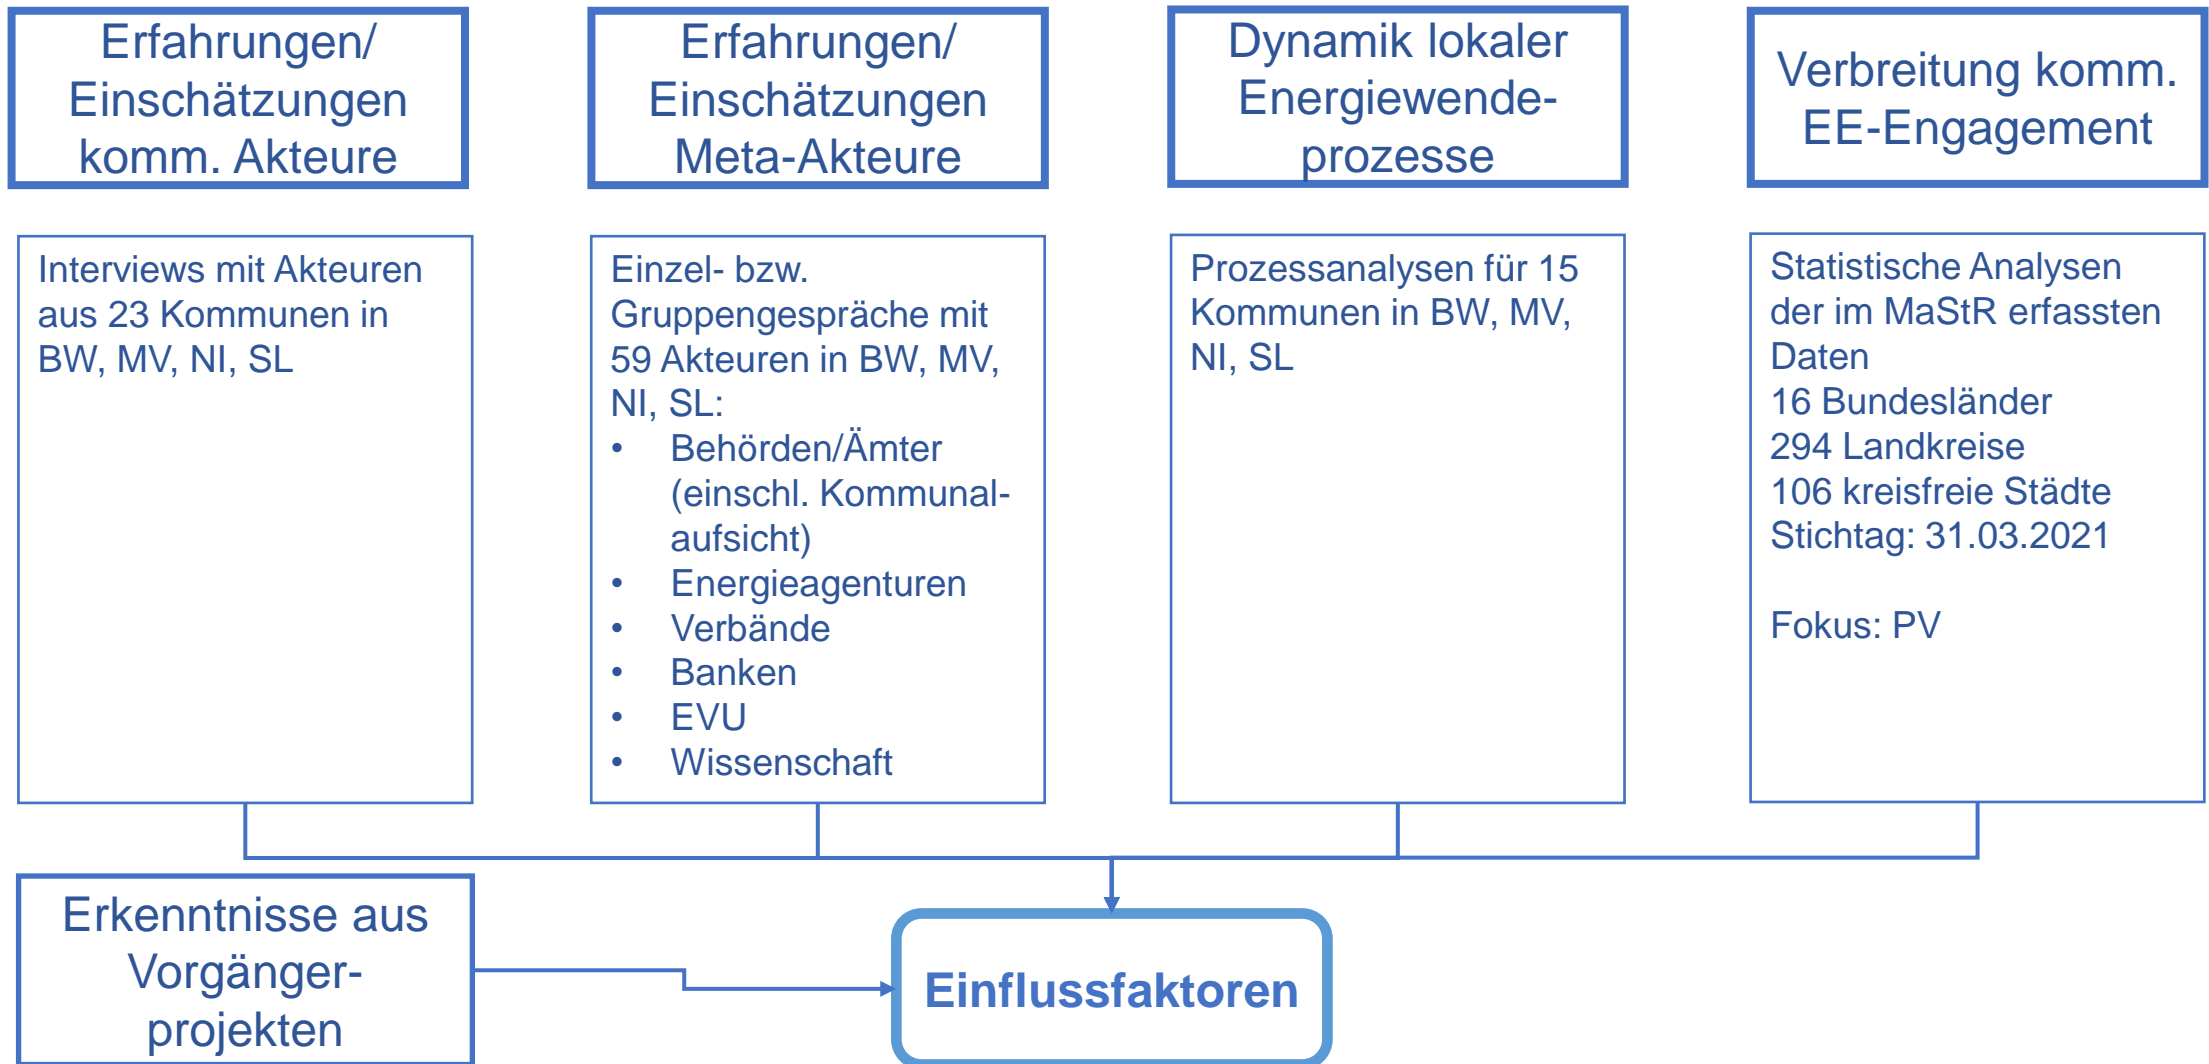 Erfahrungen/
Einschätzungen
komm. Akteure
Erfahrungen/
Einschätzungen
Meta-Akteure
Dynamik lokaler
Energiewende-
prozesse
Verbreitung komm.
EE-Engagement
Interviews mit Akteuren
aus 23 Kommunen in
BW, MV, NI, SL
Einzel- bzw.
Gruppengespräche mit
59 Akteuren in BW, MV,
NI, SL:
• Behörden/Ämter
(einschl. Kommunal-
aufsicht)
• Energieagenturen
• Verbände
• Banken
• EVU
• Wissenschaft
Prozessanalysen für 15
Kommunen in BW, MV,
NI, SL
Statistische Analysen
der im MaStR erfassten
Daten
16 Bundesländer
294 Landkreise
106 kreisfreie Städte
Stichtag: 31.03.2021
Fokus: PV
Erkenntnisse aus
Vorgänger-
projekten
Einflussfaktoren